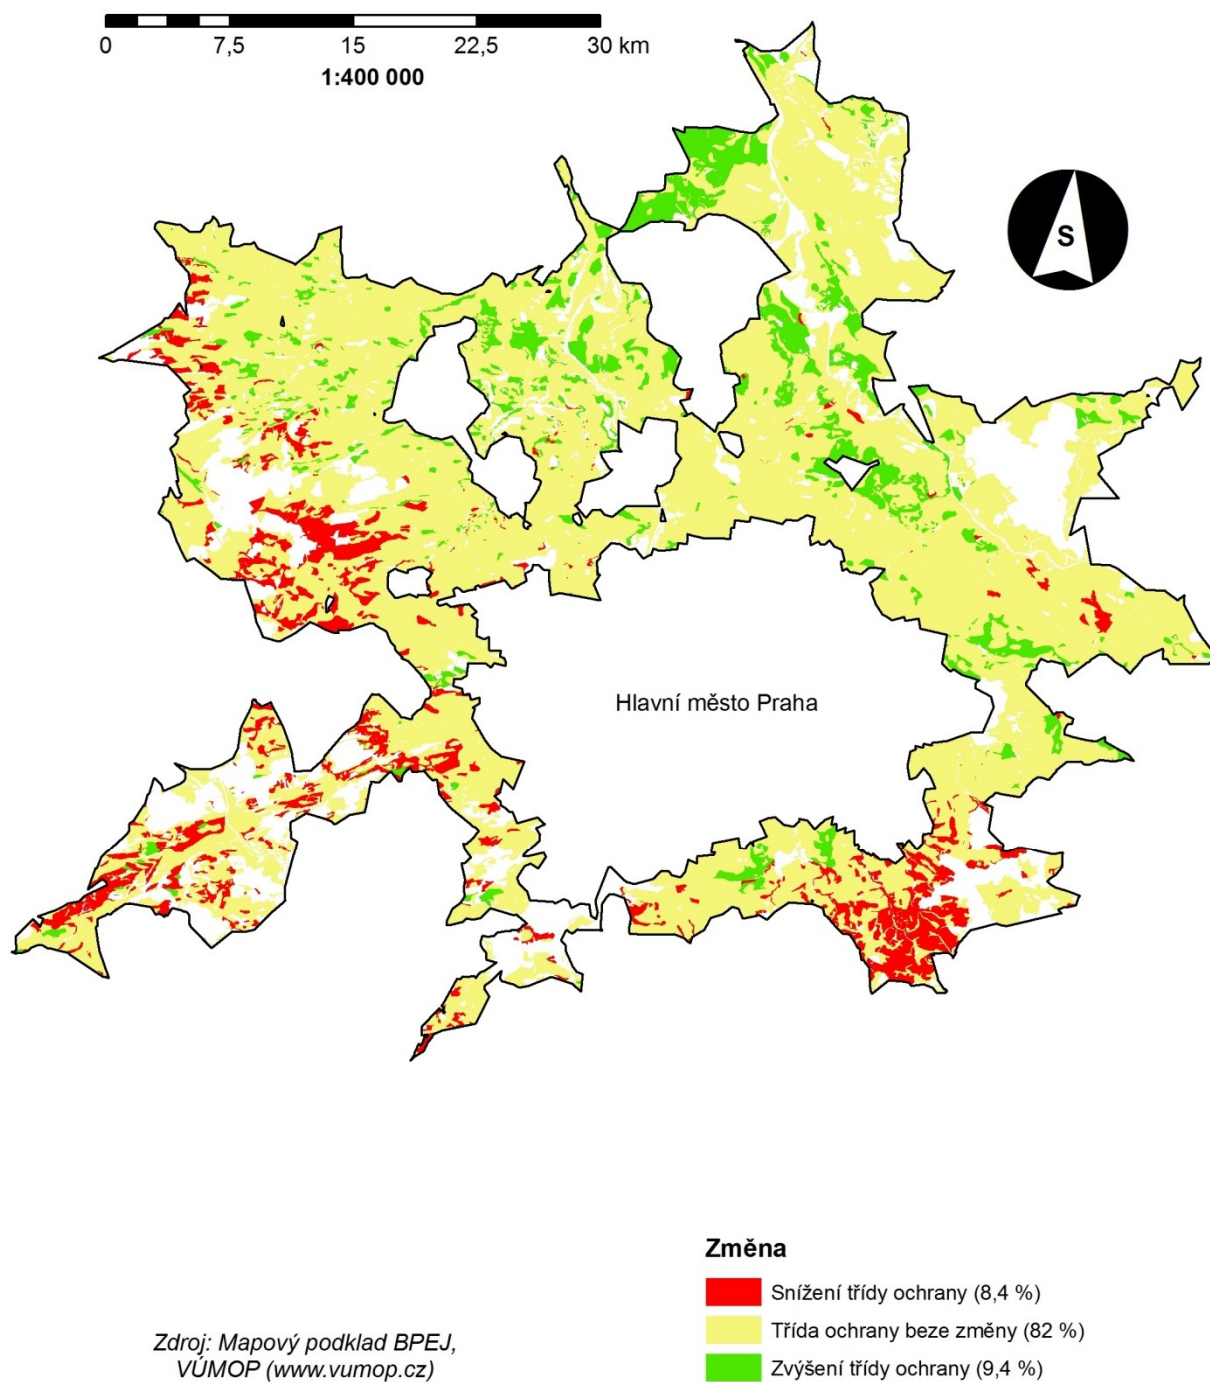 0 7,5 15 22,5 30 km
1:400 000
S
Hlavní město Praha
Změna
Snížení třídy ochrany (8,4 %)
Třída ochrany beze změny (82 %)
Zvýšení třídy ochrany (9,4 %)
Zdroj: Mapový podklad BPEJ,
VÚMOP (www.vumop.cz)